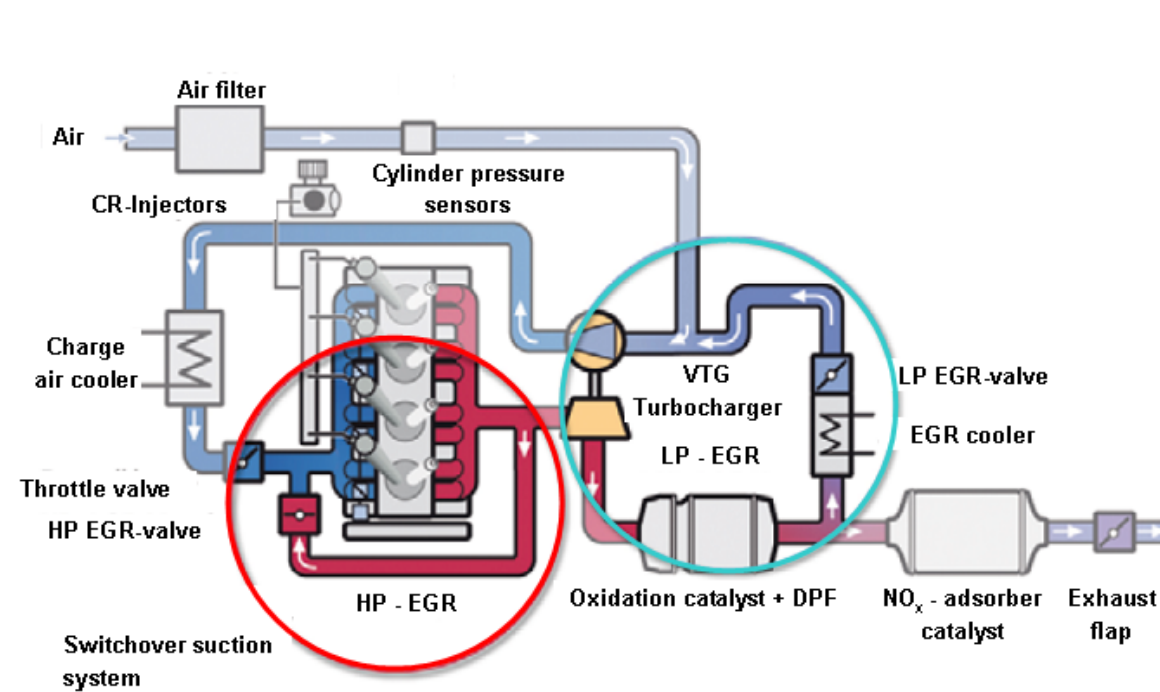 Air filter
Air
Cylinder pressure
sensors
CR-Injectors
Charge
air cooler
VTG
Turbocharger
LP EGR-valve
LP - EGR
EGR cooler
Throttle valve
HP EGR-valve
HP - EGR
Oxidation catalyst + DPF
NOx - adsorber
catalyst
Exhaust
flap
Switchover suction
system